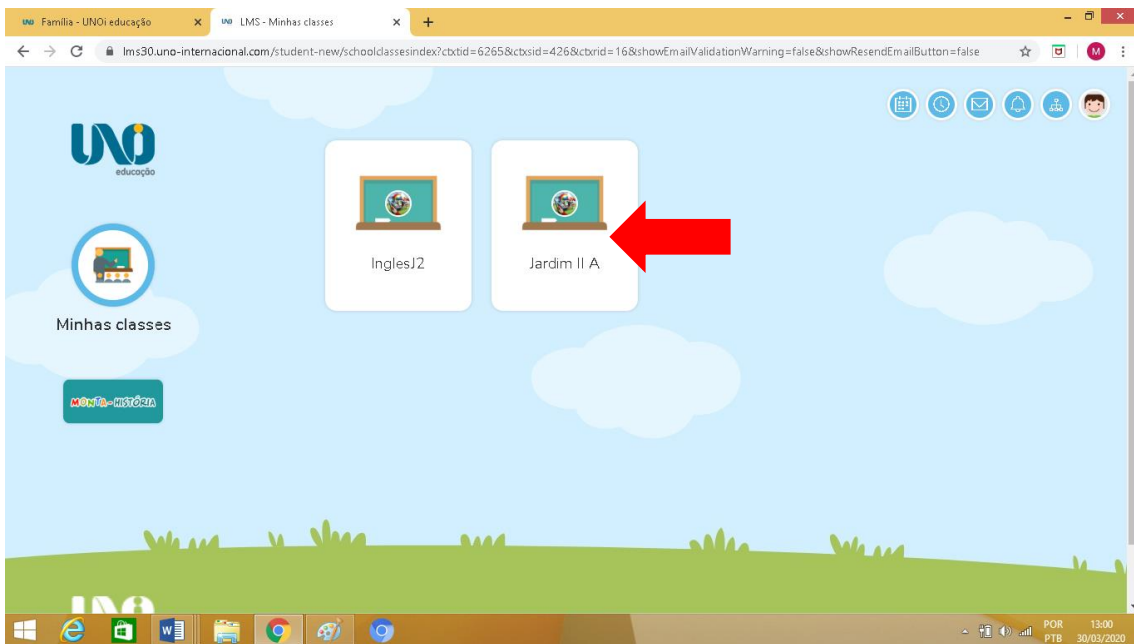 UNO Família - UNOi educação
UNO LMS - Minhas classes
lms30.uno-internacional.com/student-new/schoolclassesindex?ctxtid=6265&ctxsid=426&ctxrid=16&showEmailValidationWarning=false&showResendEmailButton=false
M
UNOi
educação
InglesJ2
Jardim II A
Minhas classes
MONTA-HISTÓRIA
POR 13:00
PTB 30/03/2020